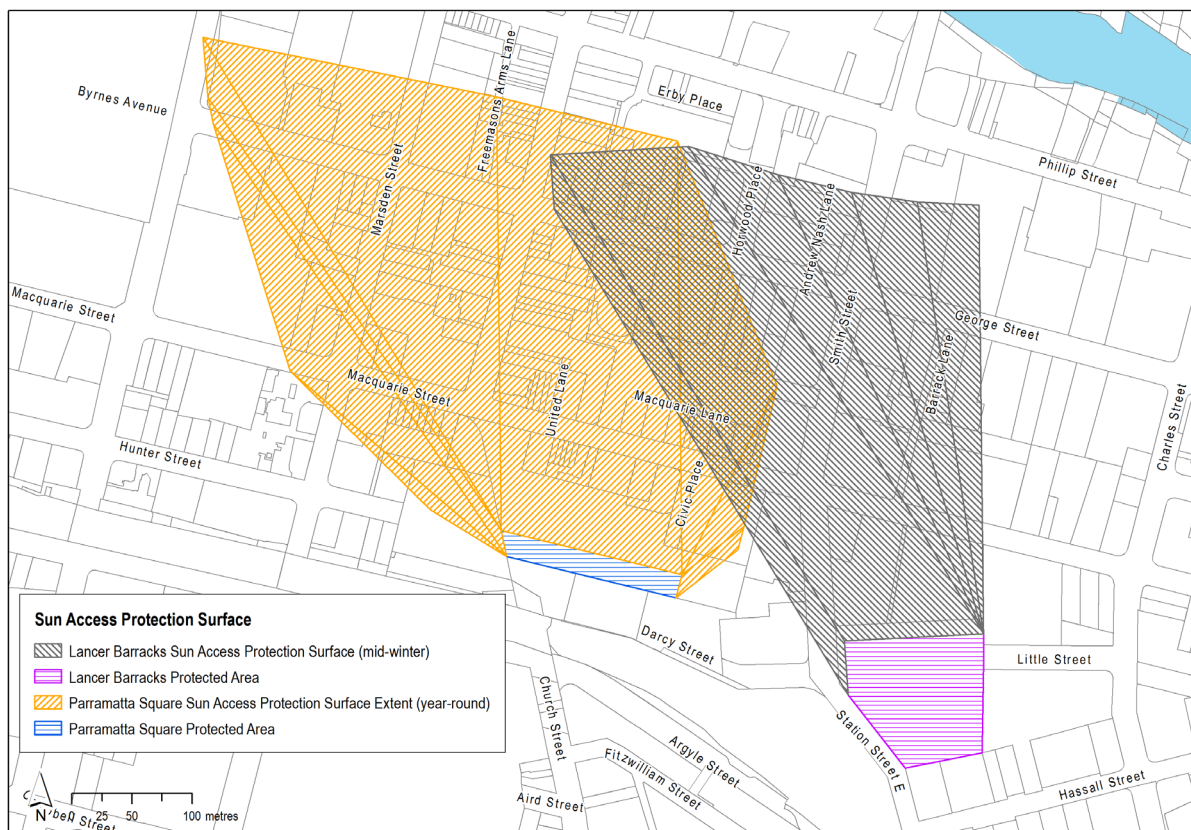 Byrnes Avenue
Freemasons Arms Lane
Erby Place
Phillip Street
Marsden Street
Horwood Place
Andrew Nash Lane
Macquarie Street
George Street
Smith Street
Barrack Lane
Macquarie Street
United Lane
Macquarie Lane
Charles Street
Hunter Street
Civic Place
Darcy Street
Little Street
Church Street
Station Street E
Argyle Street
Fitzwilliam Street
Hassall Street
Aird Street
Sun Access Protection Surface
Lancer Barracks Sun Access Protection Surface (mid-winter)
Lancer Barracks Protected Area
Parramatta Square Sun Access Protection Surface Extent (year-round)
Parramatta Square Protected Area
N
0 25 50 100 metres
Street